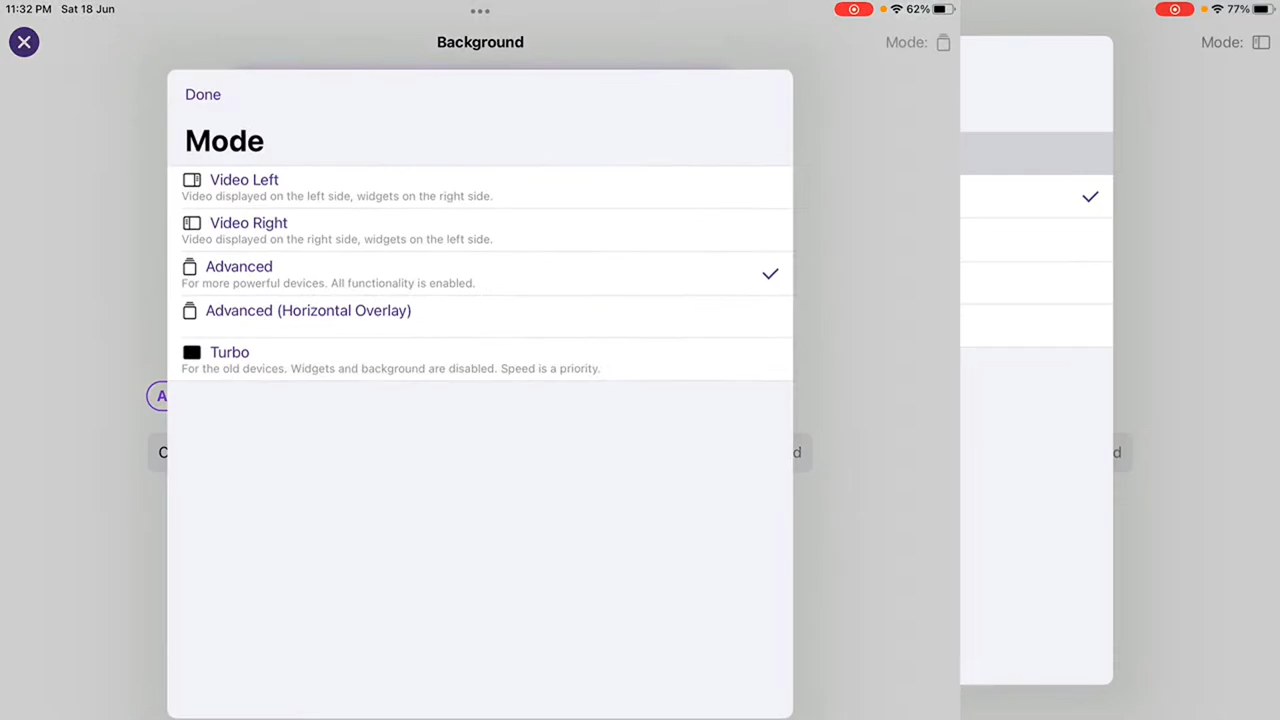 11:32 PM Sat 18 Jun
62%
77%
Background
Mode:
Mode:
Done
Mode
Video Left
Video displayed on the left side, widgets on the right side.
Video Right
Video displayed on the right side, widgets on the left side.
Advanced
For more powerful devices. All functionality is enabled.
Advanced (Horizontal Overlay)
Turbo
For the old devices. Widgets and background are disabled. Speed is a priority.
A
C
d
d